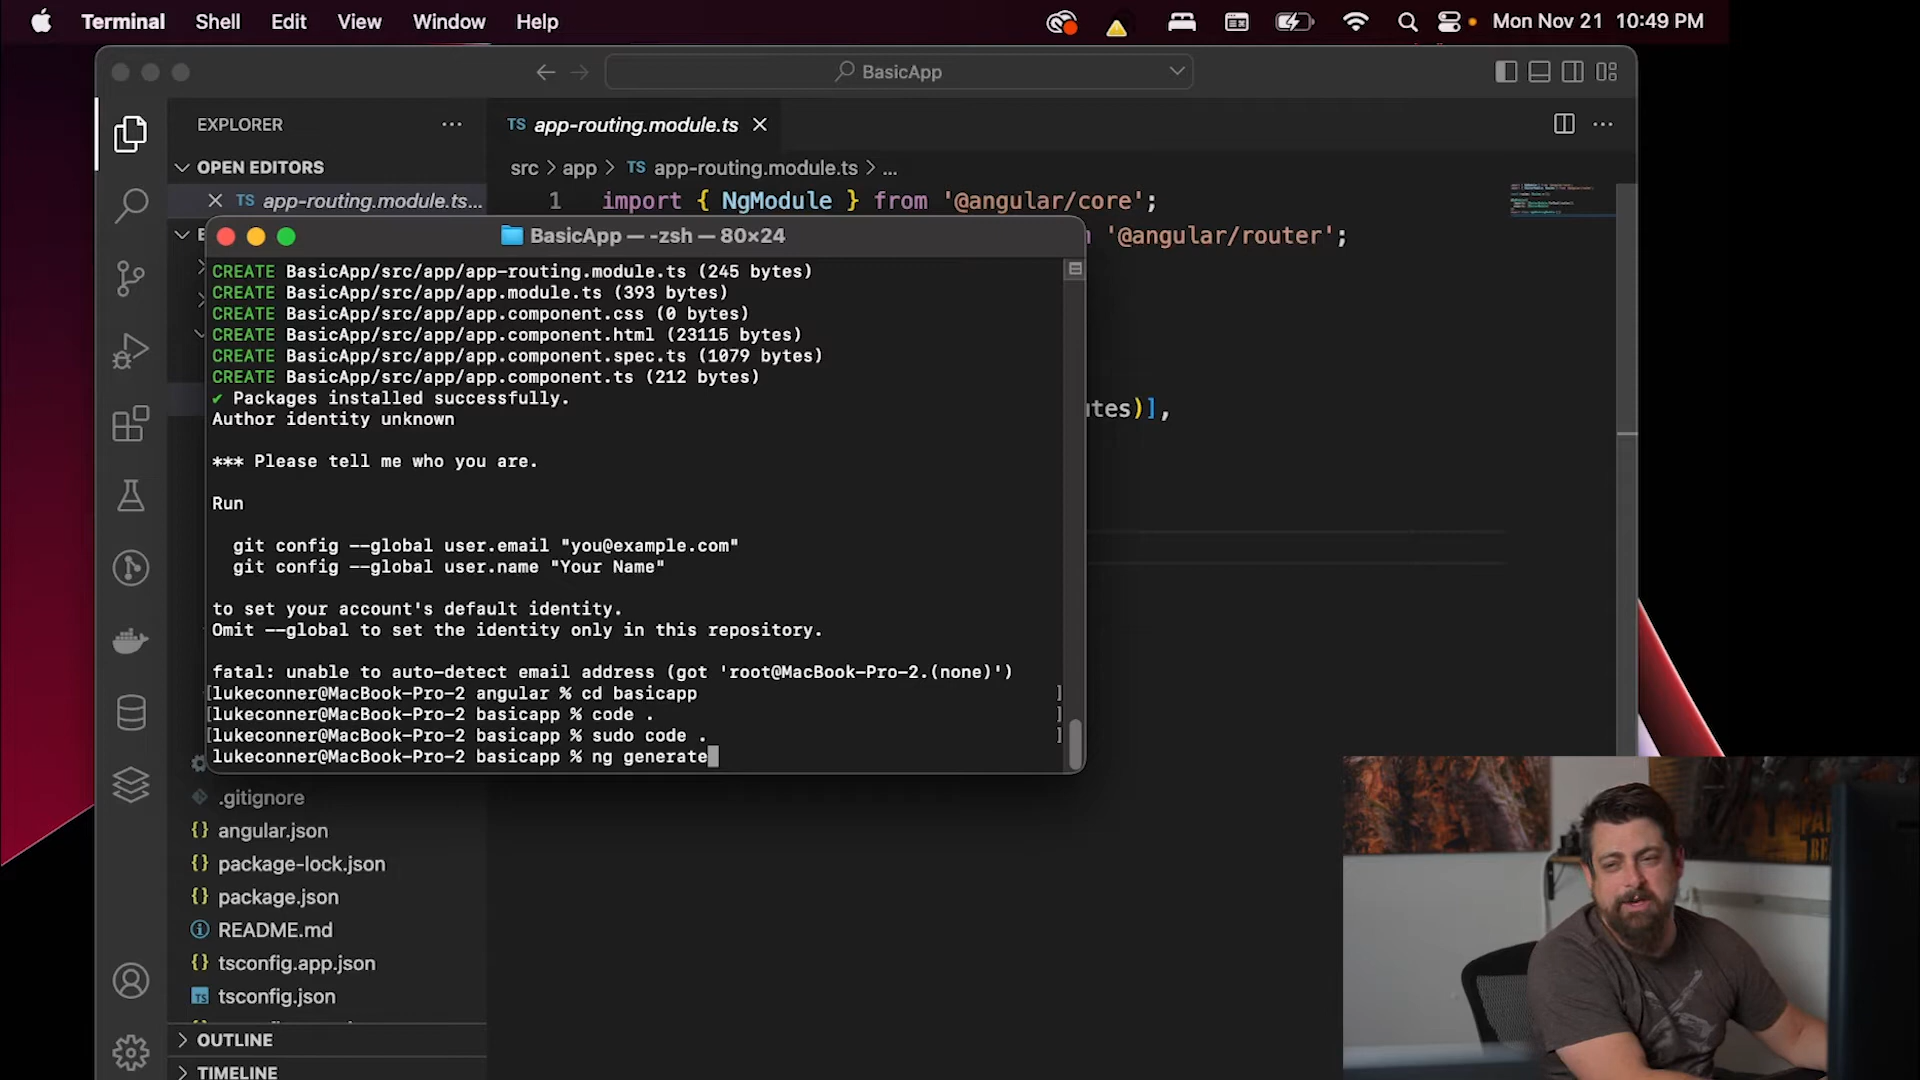 Terminal Shell Edit View Window Help Mon Nov 21 10:49 PM
BasicApp
EXPLORER
TS app-routing.module.ts
OPEN EDITORS
src > app > TS app-routing.module.ts > ...
TS app-routing.module.ts...
1 import { NgModule } from '@angular/core';
'@angular/router';
BasicApp — -zsh — 80×24
CREATE BasicApp/src/app/app-routing.module.ts (245 bytes)
CREATE BasicApp/src/app/app.module.ts (393 bytes)
CREATE BasicApp/src/app/app.component.css (0 bytes)
CREATE BasicApp/src/app/app.component.html (23115 bytes)
CREATE BasicApp/src/app/app.component.spec.ts (1079 bytes)
CREATE BasicApp/src/app/app.component.ts (212 bytes)
✔ Packages installed successfully.
Author identity unknown
*** Please tell me who you are.
Run
git config --global user.email "you@example.com"
git config --global user.name "Your Name"
to set your account's default identity.
Omit --global to set the identity only in this repository.
fatal: unable to auto-detect email address (got 'root@MacBook-Pro-2.(none)')
[lukeconner@MacBook-Pro-2 angular % cd basicapp ]
[lukeconner@MacBook-Pro-2 basicapp % code . ]
[lukeconner@MacBook-Pro-2 basicapp % sudo code . ]
lukeconner@MacBook-Pro-2 basicapp % ng generate
utes)],
.gitignore
{} angular.json
{} package-lock.json
{} package.json
README.md
{} tsconfig.app.json
TS tsconfig.json
OUTLINE
TIMELINE